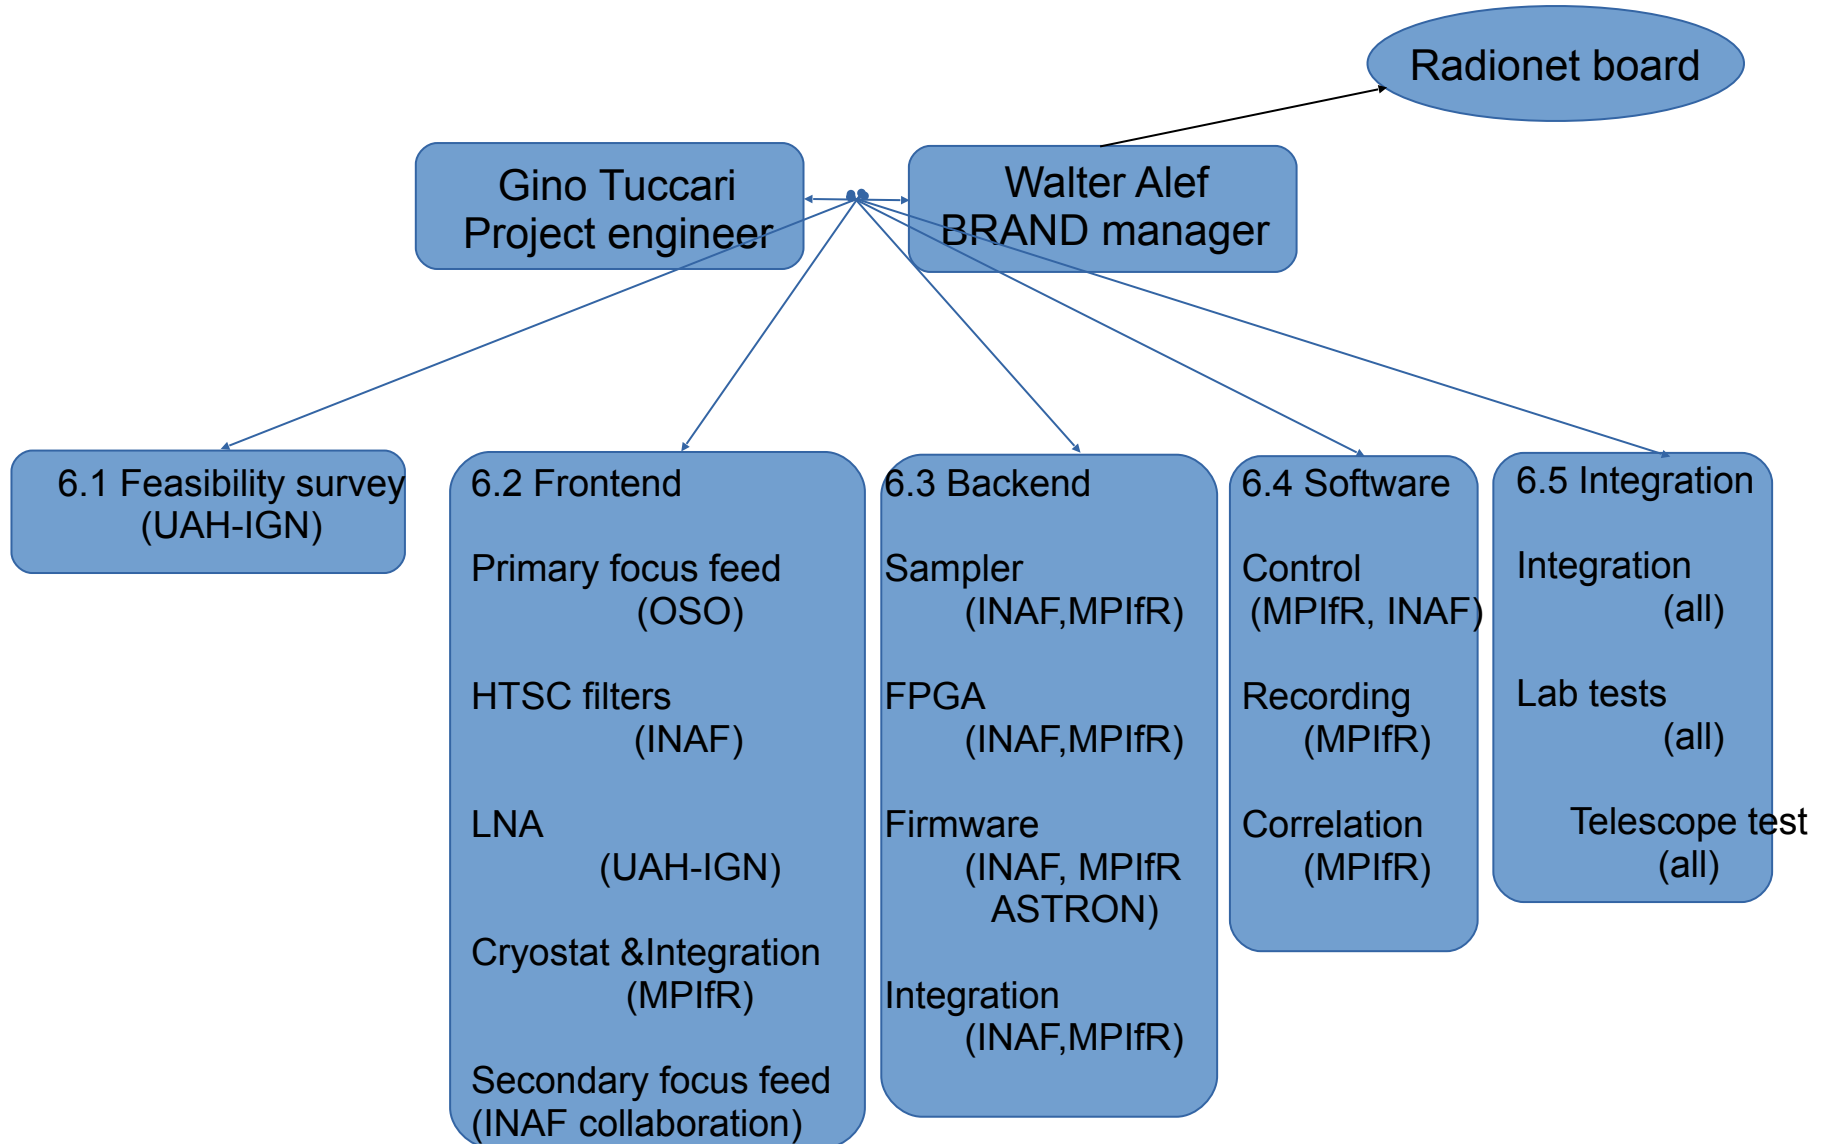 Radionet board
Gino Tuccari
Project engineer
Walter Alef
BRAND manager
6.1 Feasibility survey
(UAH-IGN)
6.2 Frontend
Primary focus feed
(OSO)
HTSC filters
(INAF)
LNA
(UAH-IGN)
Cryostat &Integration
(MPIfR)
Secondary focus feed
(INAF collaboration)
6.3 Backend
Sampler
(INAF,MPIfR)
FPGA
(INAF,MPIfR)
Firmware
(INAF, MPIfR
ASTRON)
Integration
(INAF,MPIfR)
6.4 Software
Control
(MPIfR, INAF)
Recording
(MPIfR)
Correlation
(MPIfR)
6.5 Integration
Integration
(all)
Lab tests
(all)
Telescope test
(all)